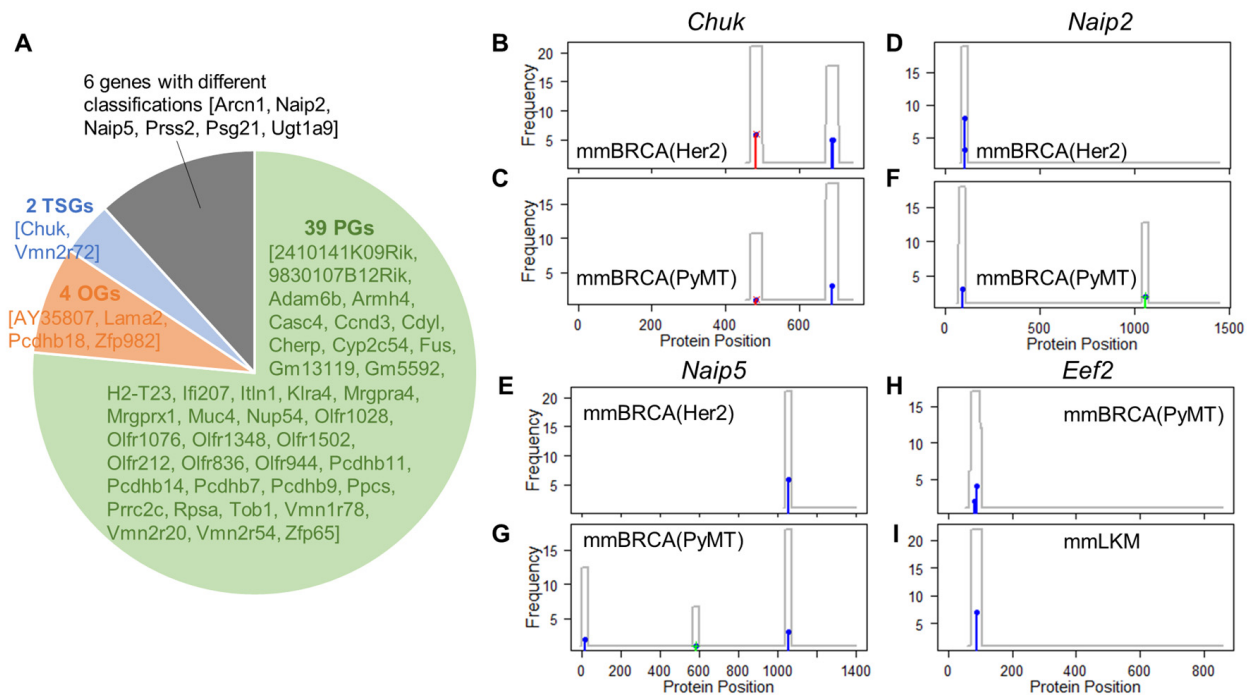 A
6 genes with different
classifications [Arcn1, Naip2,
Naip5, Prss2, Psg21, Ugt1a9]
2 TSGs
[Chuk,
Vmn2r72]
4 OGs
[AY35807, Lama2,
Pcdhb18, Zfp982]
39 PGs
[2410141K09Rik,
9830107B12Rik,
Adam6b, Armh4,
Casc4, Ccnd3, Cdyl,
Cherp, Cyp2c54, Fus,
Gm13119, Gm5592,
H2-T23, Ifi207, Itln1, Klra4, Mrgpra4,
Mrgprx1, Muc4, Nup54, Olfr1028,
Olfr1076, Olfr1348, Olfr1502,
Olfr212, Olfr836, Olfr944, Pcdhb11,
Pcdhb14, Pcdhb7, Pcdhb9, Ppcs,
Prrc2c, Rpsa, Tob1, Vmn1r78,
Vmn2r20, Vmn2r54, Zfp65]
Chuk
B
Frequency
20
15
10
5
mmBRCA(Her2)
C
15
10
5
mmBRCA(PyMT)
0 200 400 600
Protein Position
Naip2
D
15
10
5
mmBRCA(Her2)
F
15
10
5
mmBRCA(PyMT)
0 500 1000 1500
Protein Position
Naip5
E
Frequency
20
15
10
5
mmBRCA(Her2)
G
Frequency
15
10
5
mmBRCA(PyMT)
0 200 400 600 800 1000 1400
Protein Position
Eef2
H
15
10
5
mmBRCA(PyMT)
I
20
15
10
5
mmLKM
0 200 400 600 800
Protein Position